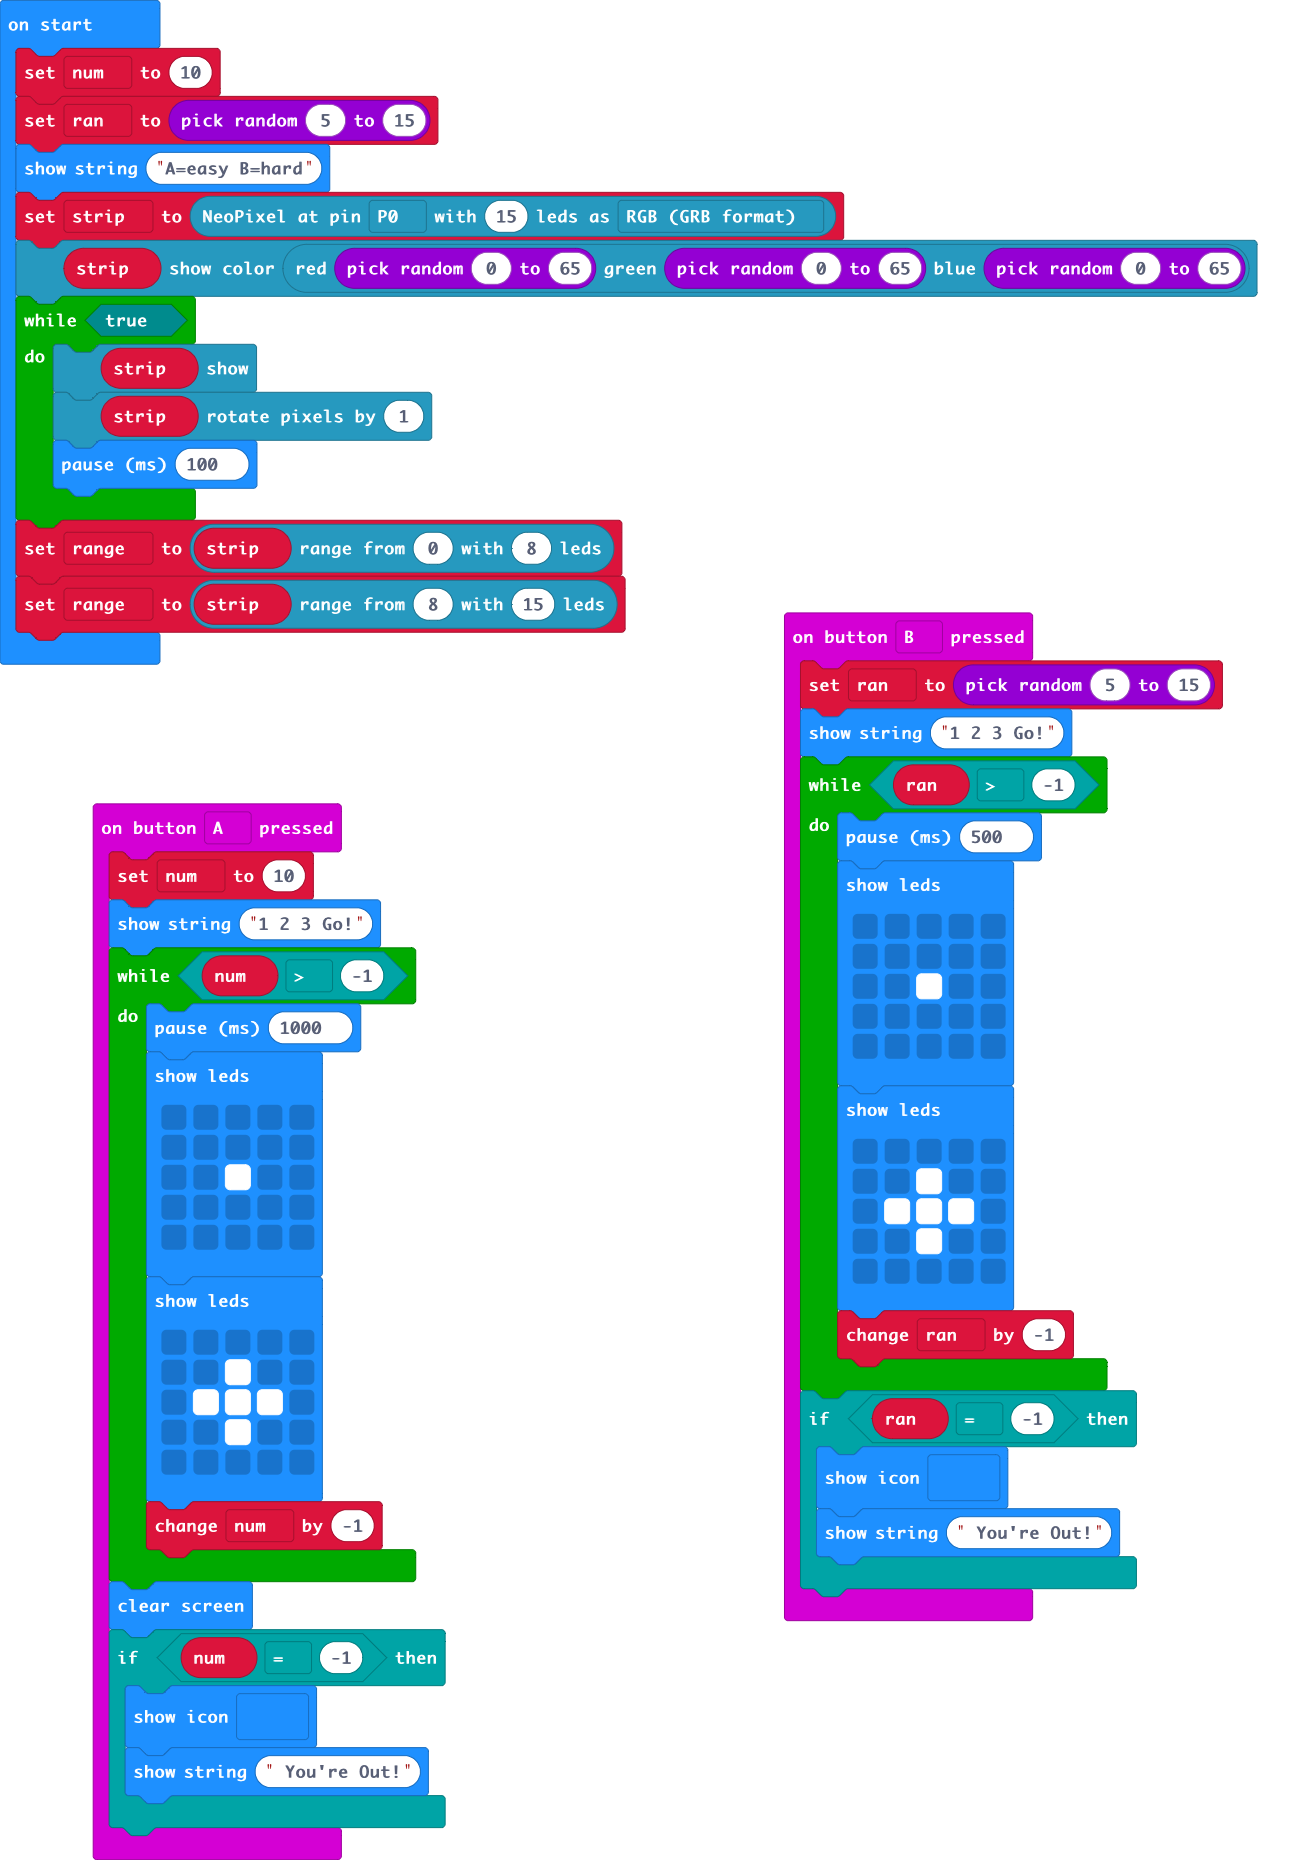 on start
set num to 10
set ran to pick random 5 to 15
show string "A=easy B=hard"
set strip to NeoPixel at pin P0 with 15 leds as RGB (GRB format)
strip show color red pick random 0 to 65 green pick random 0 to 65 blue pick random 0 to 65
while true
do
strip show
strip rotate pixels by 1
pause (ms) 100
set range to strip range from 0 with 8 leds
set range to strip range from 8 with 15 leds
on button A pressed
set num to 10
show string "1 2 3 Go!"
while num > -1
do
pause (ms) 1000
show leds
show leds
change num by -1
clear screen
if num = -1 then
show icon
show string " You're Out!"
on button B pressed
set ran to pick random 5 to 15
show string "1 2 3 Go!"
while ran > -1
do
pause (ms) 500
show leds
show leds
change ran by -1
if ran = -1 then
show icon
show string " You're Out!"